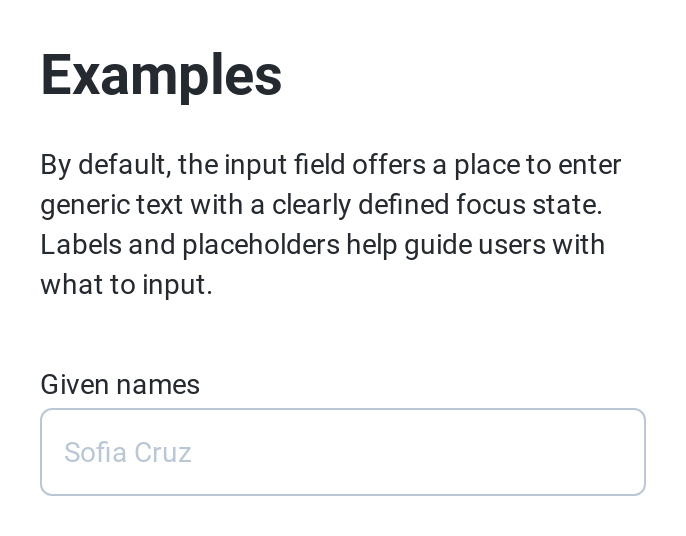 Examples
By default, the input field offers a place to enter
generic text with a clearly defined focus state.
Labels and placeholders help guide users with
what to input.
Given names
Sofia Cruz